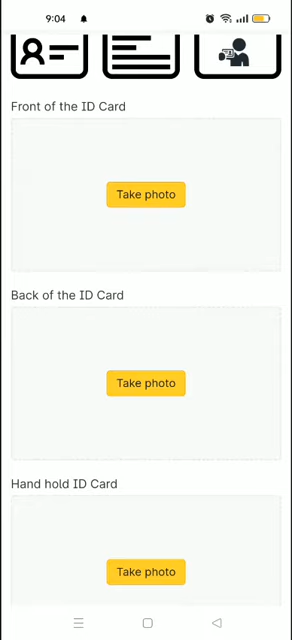 9:04
Front of the ID Card
Take photo
Back of the ID Card
Take photo
Hand hold ID Card
Take photo